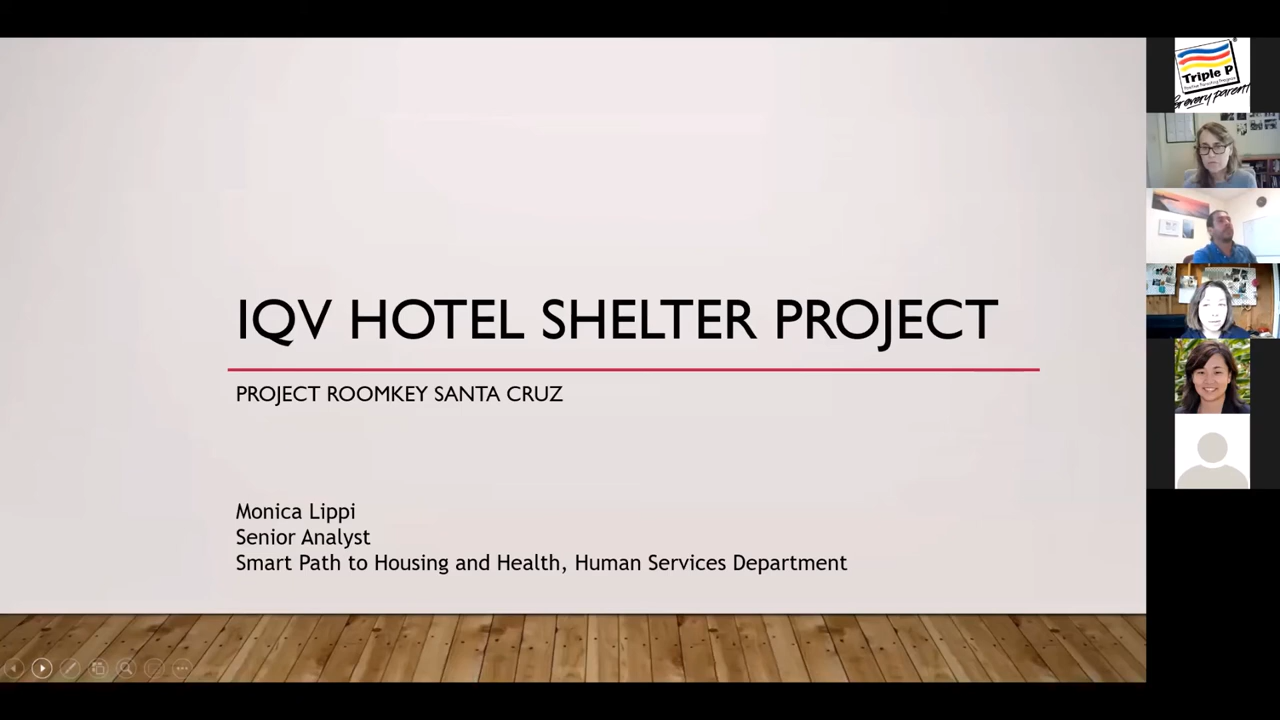 IQV HOTEL SHELTER PROJECT
PROJECT ROOMKEY SANTA CRUZ
Monica Lippi
Senior Analyst
Smart Path to Housing and Health, Human Services Department
Triple P